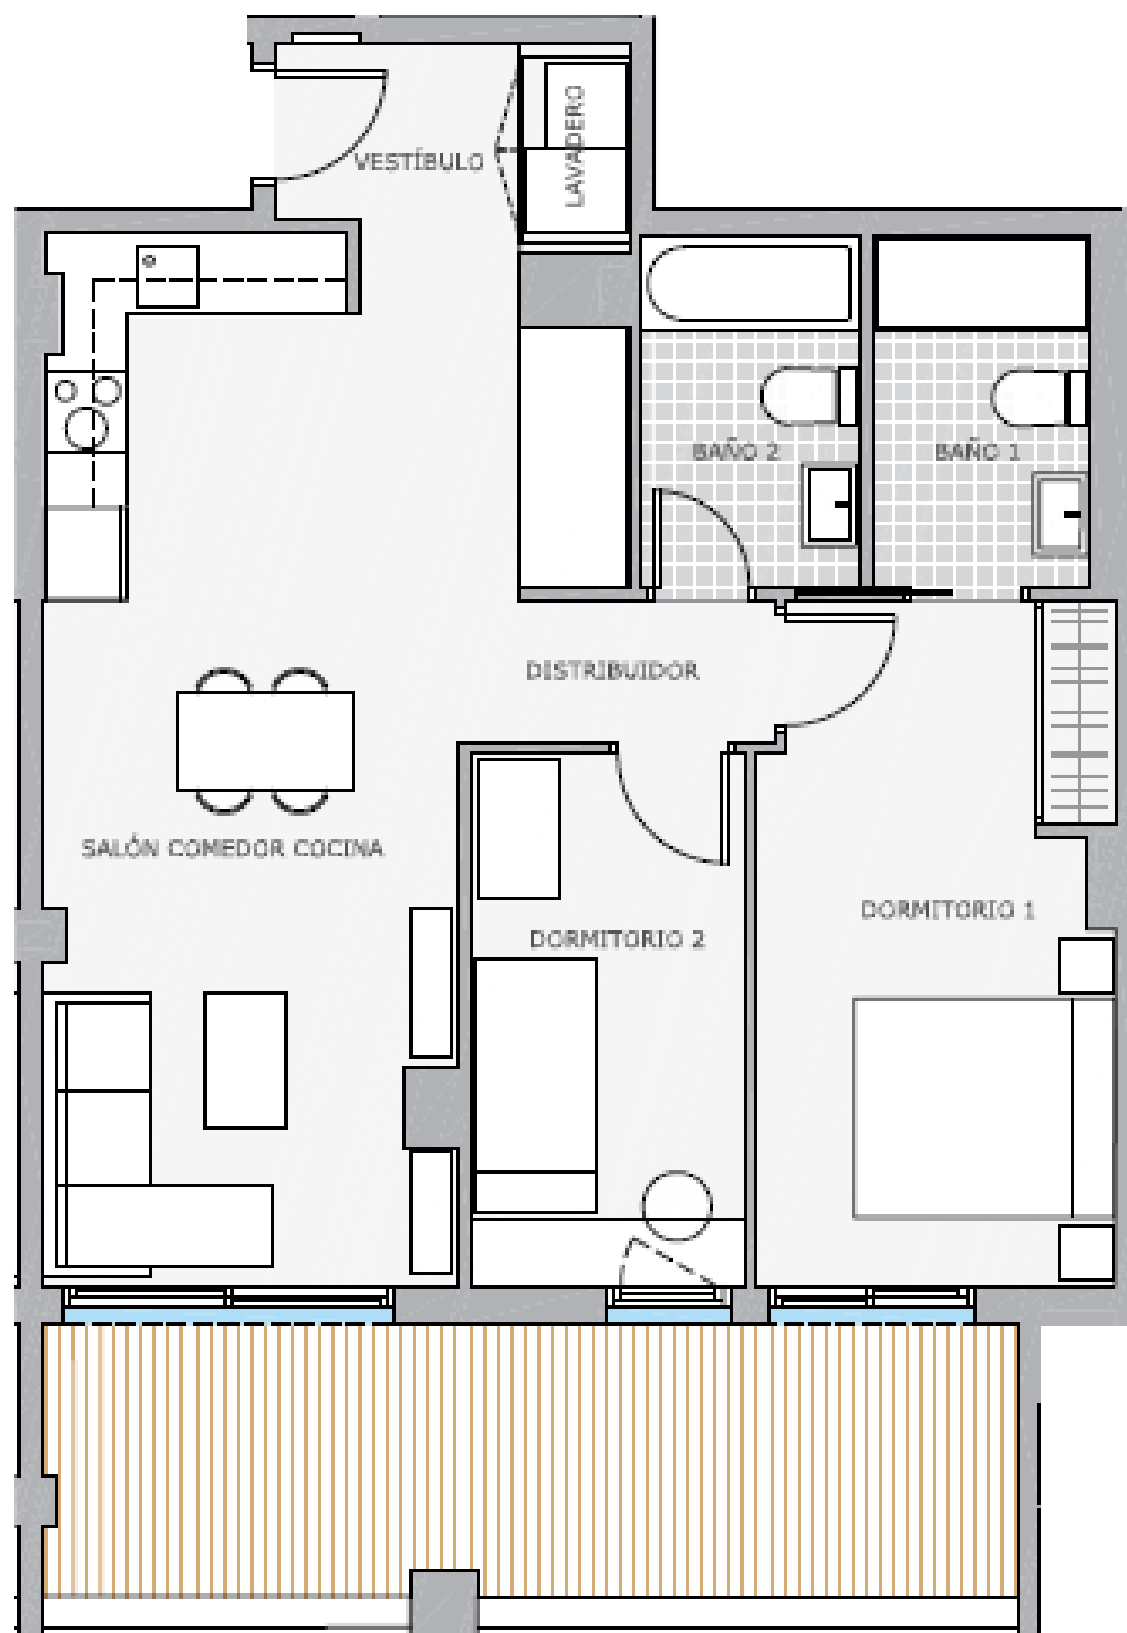 VESTÍBULO
LAVADERO
BAÑO 2
BAÑO 1
DISTRIBUIDOR
SALÓN COMEDOR COCINA
DORMITORIO 1
DORMITORIO 2